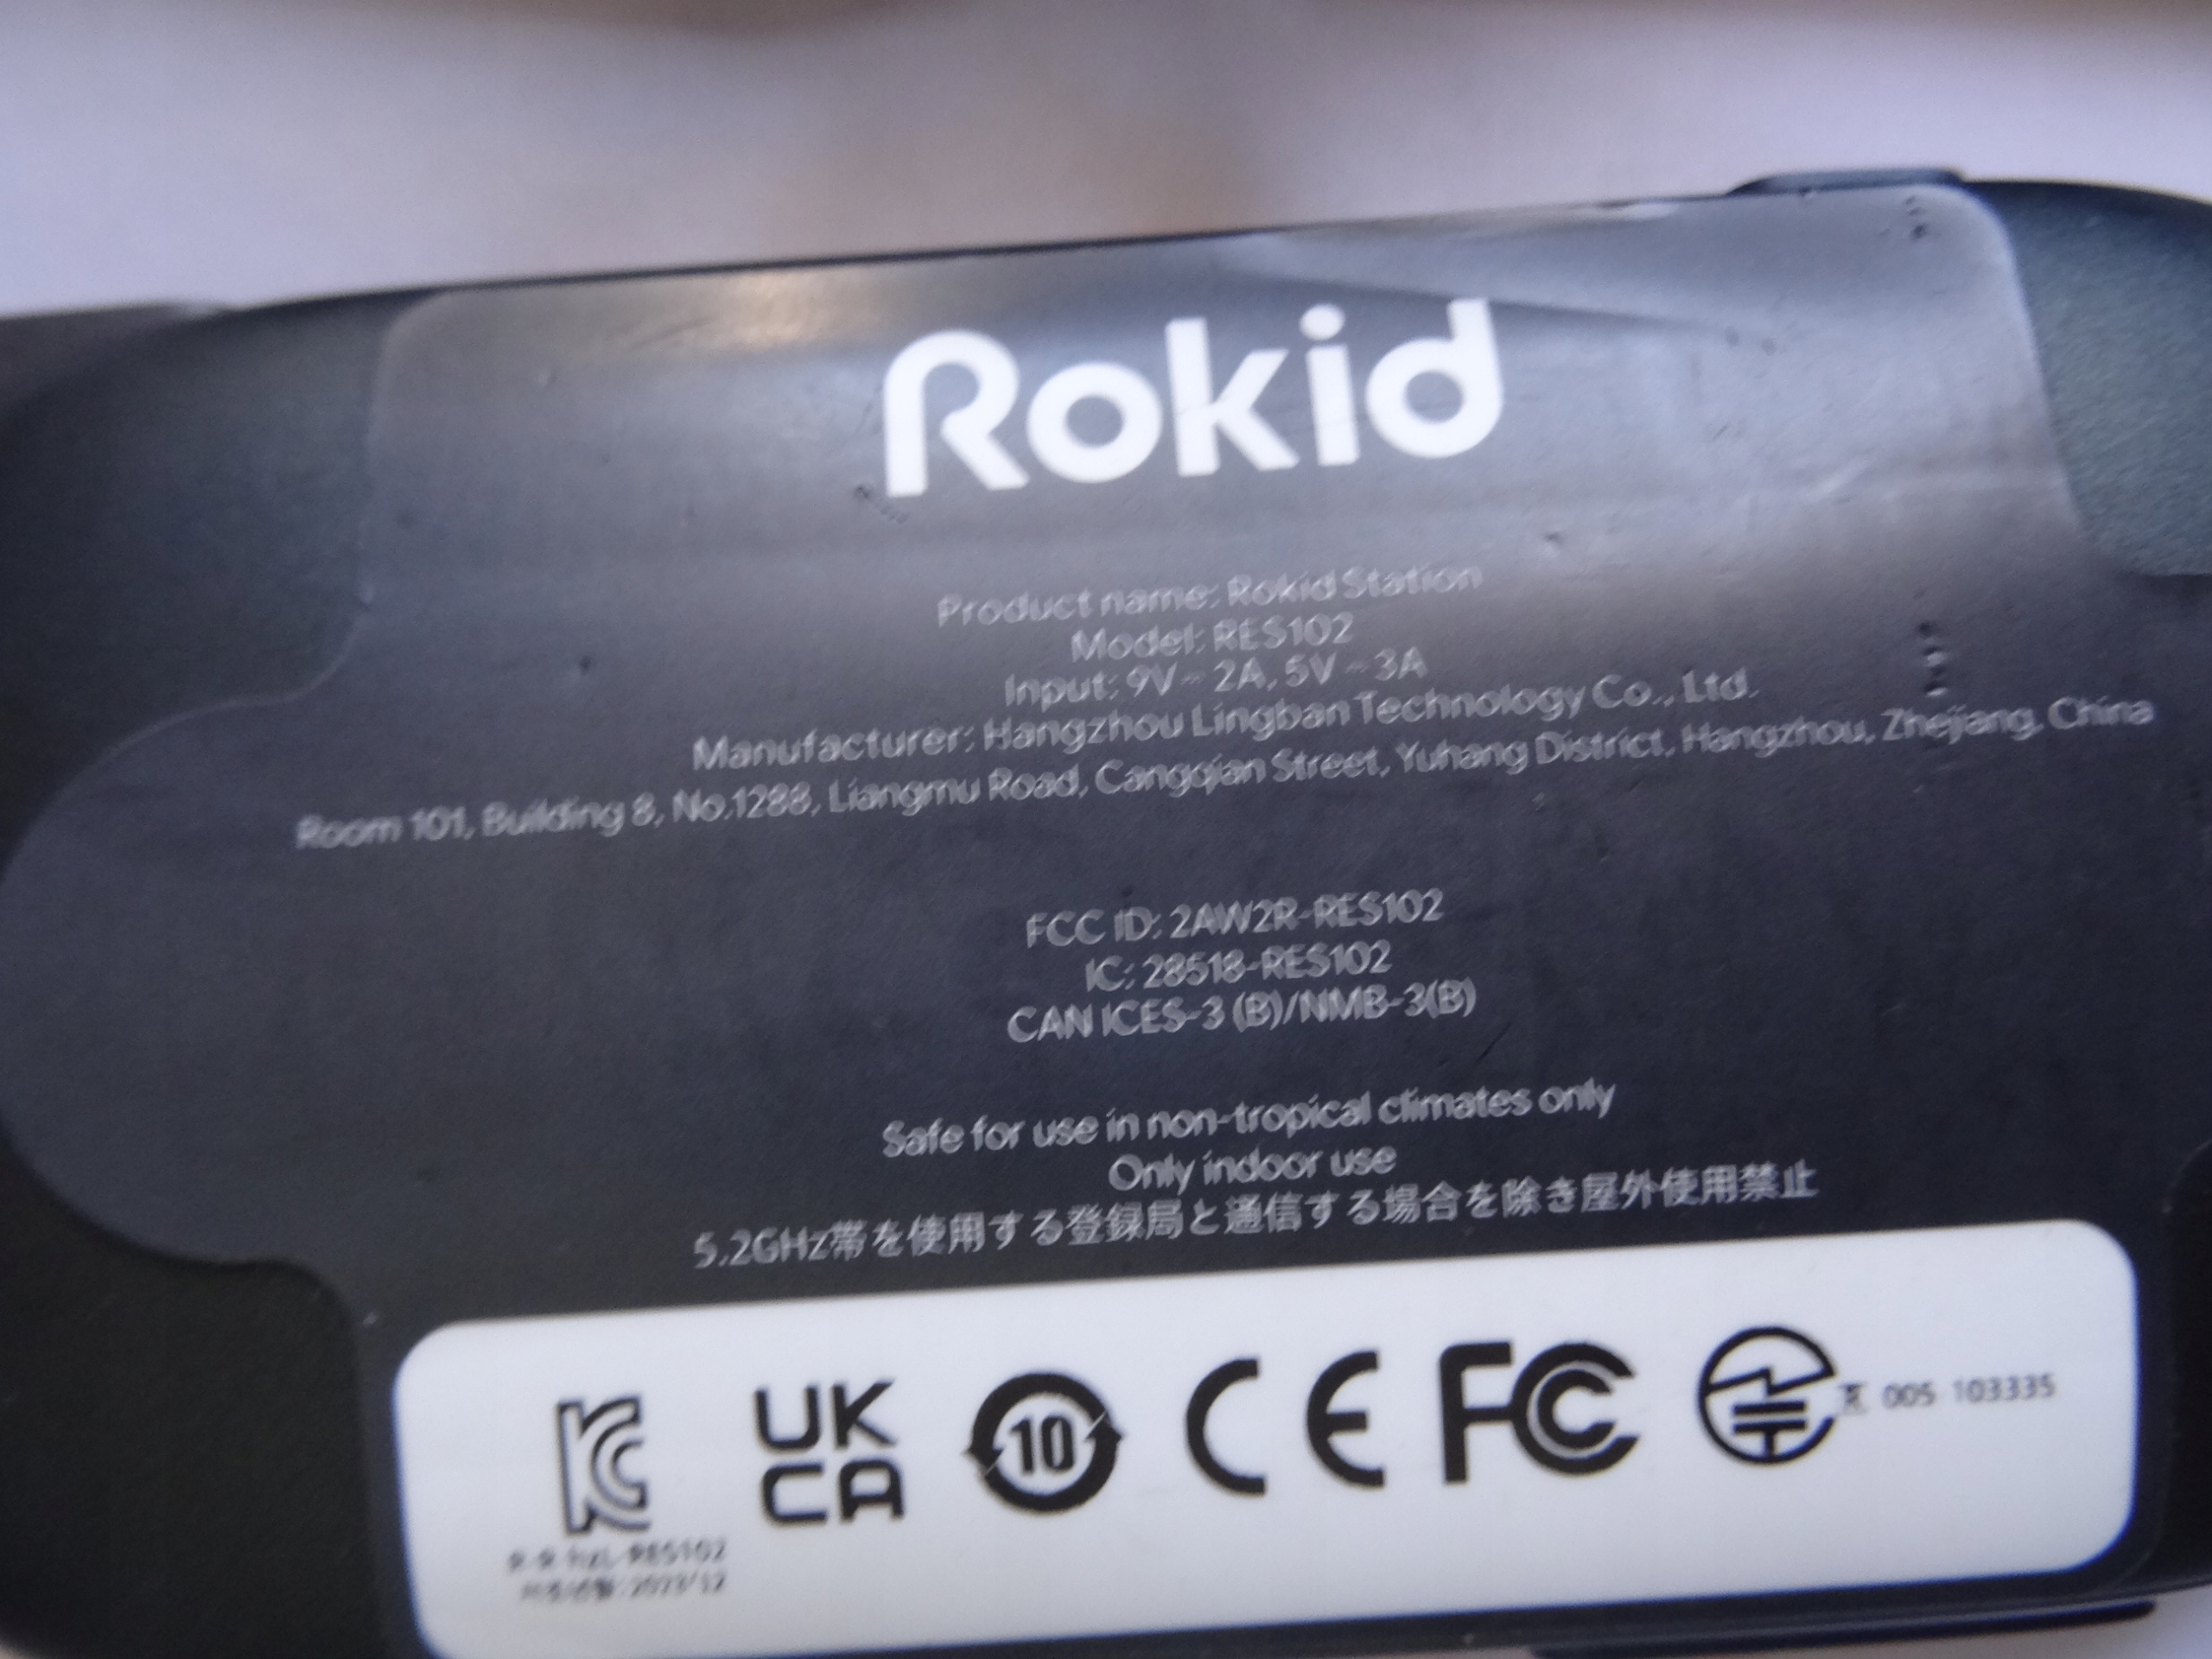 Rokid
Product name: Rokid Station
Model: RES102
Input: 9V⎓2A, 5V⎓3A
Manufacturer: Hangzhou Lingban Technology Co., Ltd.
Room 101, Building 8, No.1288, Liangmu Road, Cangqian Street, Yuhang District, Hangzhou, Zhejiang, China
FCC ID: 2AW2R-RES102
IC: 28518-RES102
CAN ICES-3 (B)/NMB-3(B)
Safe for use in non-tropical climates only
Only indoor use
5.2GHz帯を使用する登録局と通信する場合を除き屋外使用禁止
UK
CA
10
CE
FC
R 005-103335
RES102
2023/12